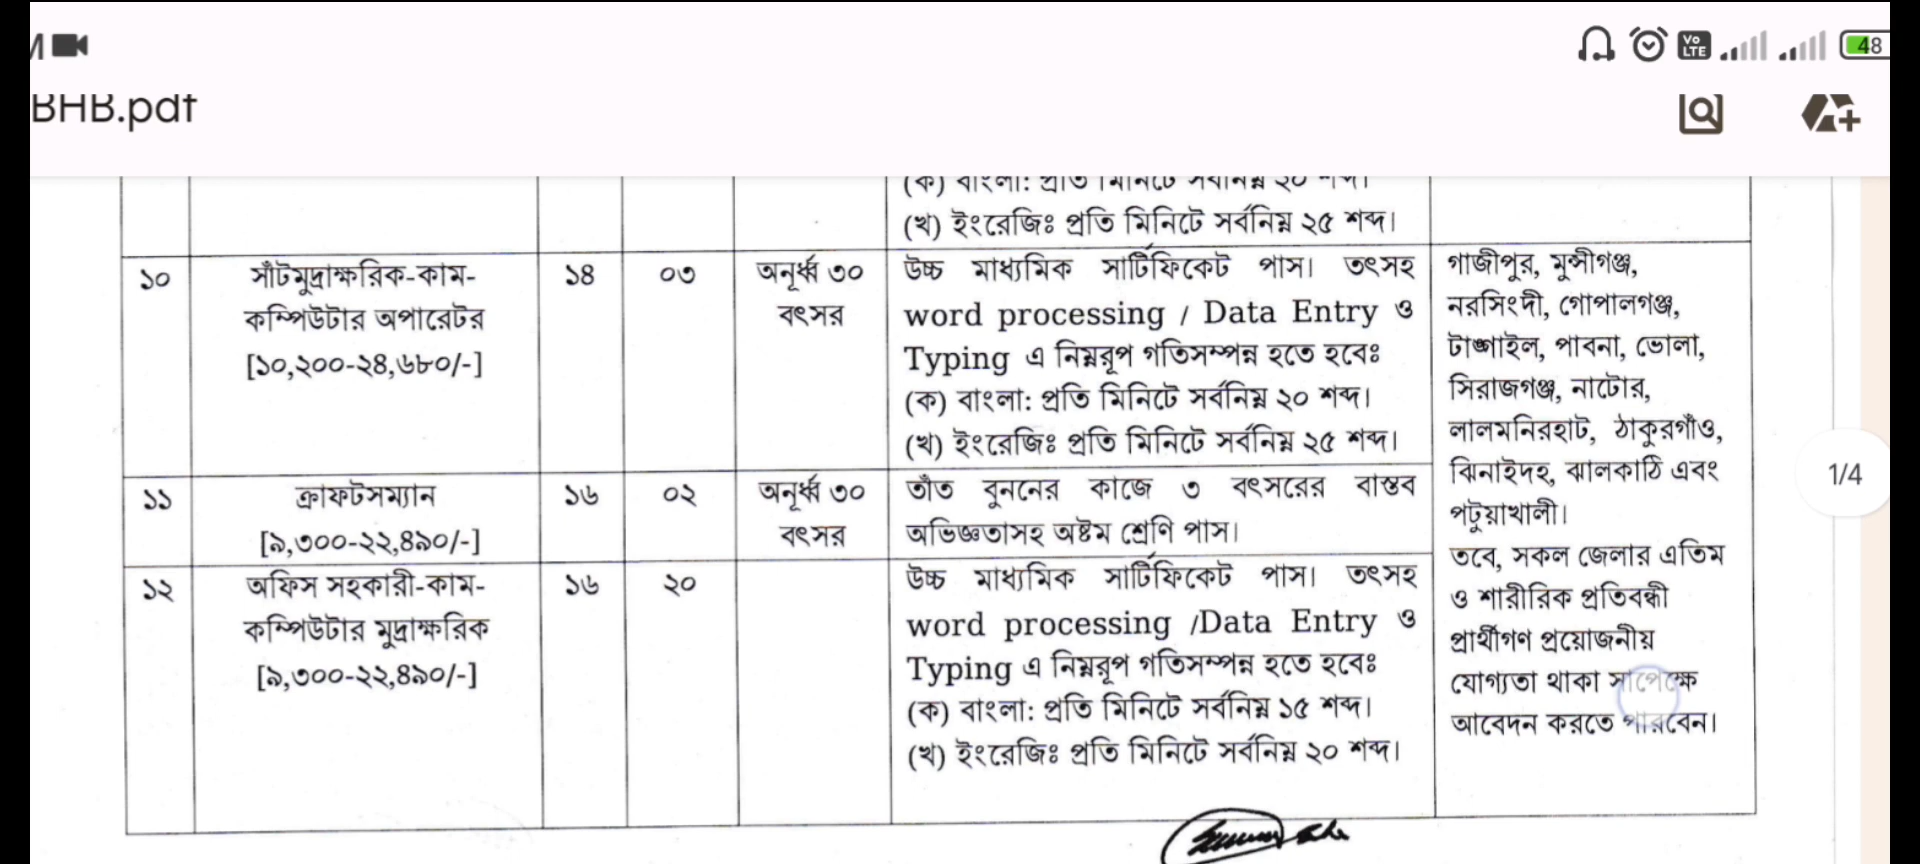 BHB.pdf
48
(ক) বাংলা: প্রতি মিনিটে সর্বনিম্ন ২০ শব্দ।
(খ) ইংরেজিঃ প্রতি মিনিটে সর্বনিম্ন ২৫ শব্দ।
১০
সাঁটমুদ্রাক্ষরিক-কাম-
কম্পিউটার অপারেটর
[১০,২০০-২৪,৬৮০/-]
১৪
০৩
অনূর্ধ্ব ৩০
বৎসর
উচ্চ মাধ্যমিক সার্টিফিকেট পাস। তৎসহ
word processing / Data Entry ও
Typing এ নিম্নরূপ গতিসম্পন্ন হতে হবেঃ
(ক) বাংলা: প্রতি মিনিটে সর্বনিম্ন ২০ শব্দ।
(খ) ইংরেজিঃ প্রতি মিনিটে সর্বনিম্ন ২৫ শব্দ।
১১
ক্রাফটসম্যান
[৯,৩০০-২২,৪৯০/-]
১৬
০২
অনূর্ধ্ব ৩০
বৎসর
তাঁত বুননের কাজে ৩ বৎসরের বাস্তব
অভিজ্ঞতাসহ অষ্টম শ্রেণি পাস।
১২
অফিস সহকারী-কাম-
কম্পিউটার মুদ্রাক্ষরিক
[৯,৩০০-২২,৪৯০/-]
১৬
২০
উচ্চ মাধ্যমিক সার্টিফিকেট পাস। তৎসহ
word processing /Data Entry ও
Typing এ নিম্নরূপ গতিসম্পন্ন হতে হবেঃ
(ক) বাংলা: প্রতি মিনিটে সর্বনিম্ন ১৫ শব্দ।
(খ) ইংরেজিঃ প্রতি মিনিটে সর্বনিম্ন ২০ শব্দ।
গাজীপুর, মুন্সীগঞ্জ,
নরসিংদী, গোপালগঞ্জ,
টাঙ্গাইল, পাবনা, ভোলা,
সিরাজগঞ্জ, নাটোর,
লালমনিরহাট, ঠাকুরগাঁও,
ঝিনাইদহ, ঝালকাঠি এবং
পটুয়াখালী।
তবে, সকল জেলার এতিম
ও শারীরিক প্রতিবন্ধী
প্রার্থীগণ প্রয়োজনীয়
যোগ্যতা থাকা সাপেক্ষে
আবেদন করতে পারবেন।
1/4